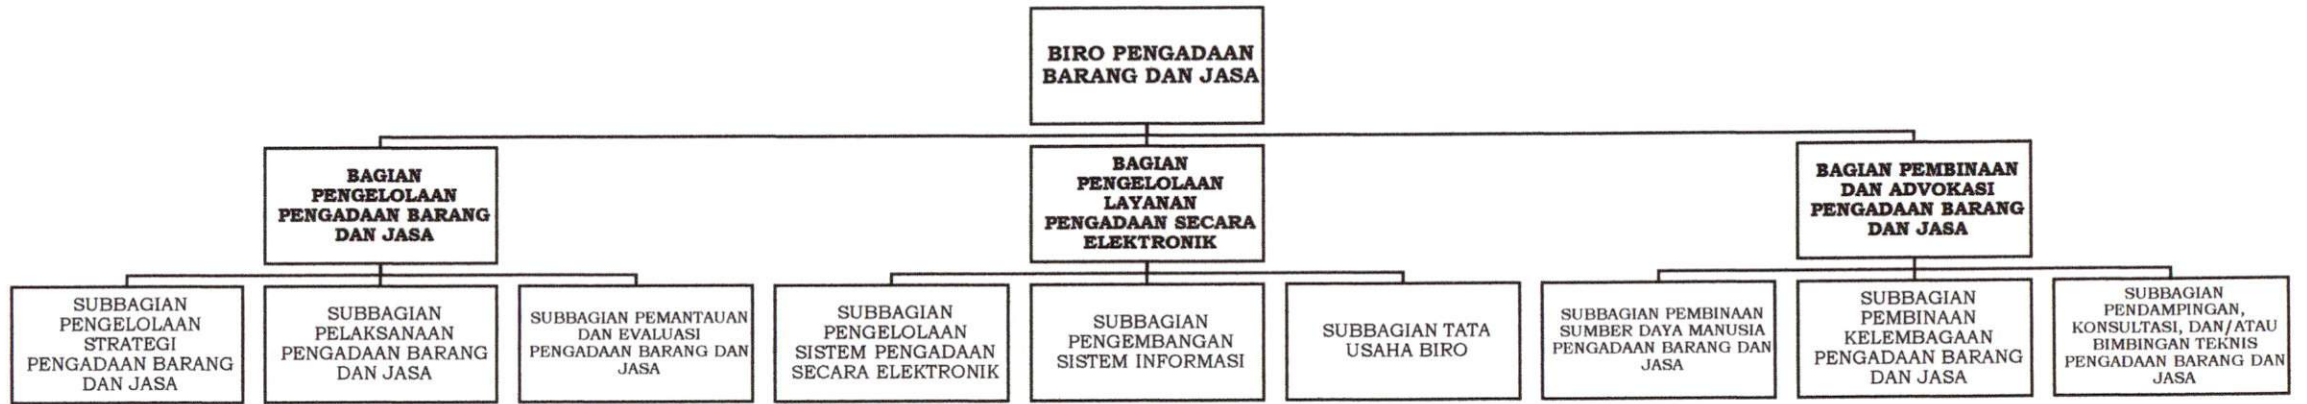 BIRO PENGADAAN
BARANG DAN JASA
BAGIAN
PENGELOLAAN
PENGADAAN BARANG
DAN JASA
BAGIAN
PENGELOLAAN
LAYANAN
PENGADAAN SECARA
ELEKTRONIK
BAGIAN PEMBINAAN
DAN ADVOKASI
PENGADAAN BARANG
DAN JASA
SUBBAGIAN
PENGELOLAAN
STRATEGI
PENGADAAN BARANG
DAN JASA
SUBBAGIAN
PELAKSANAAN
PENGADAAN BARANG
DAN JASA
SUBBAGIAN PEMANTAUAN
DAN EVALUASI
PENGADAAN BARANG DAN
JASA
SUBBAGIAN
PENGELOLAAN
SISTEM PENGADAAN
SECARA ELEKTRONIK
SUBBAGIAN
PENGEMBANGAN
SISTEM INFORMASI
SUBBAGIAN TATA
USAHA BIRO
SUBBAGIAN PEMBINAAN
SUMBER DAYA MANUSIA
PENGADAAN BARANG DAN
JASA
SUBBAGIAN
PEMBINAAN
KELEMBAGAAN
PENGADAAN BARANG
DAN JASA
SUBBAGIAN
PENDAMPINGAN,
KONSULTASI, DAN/ATAU
BIMBINGAN TEKNIS
PENGADAAN BARANG DAN
JASA